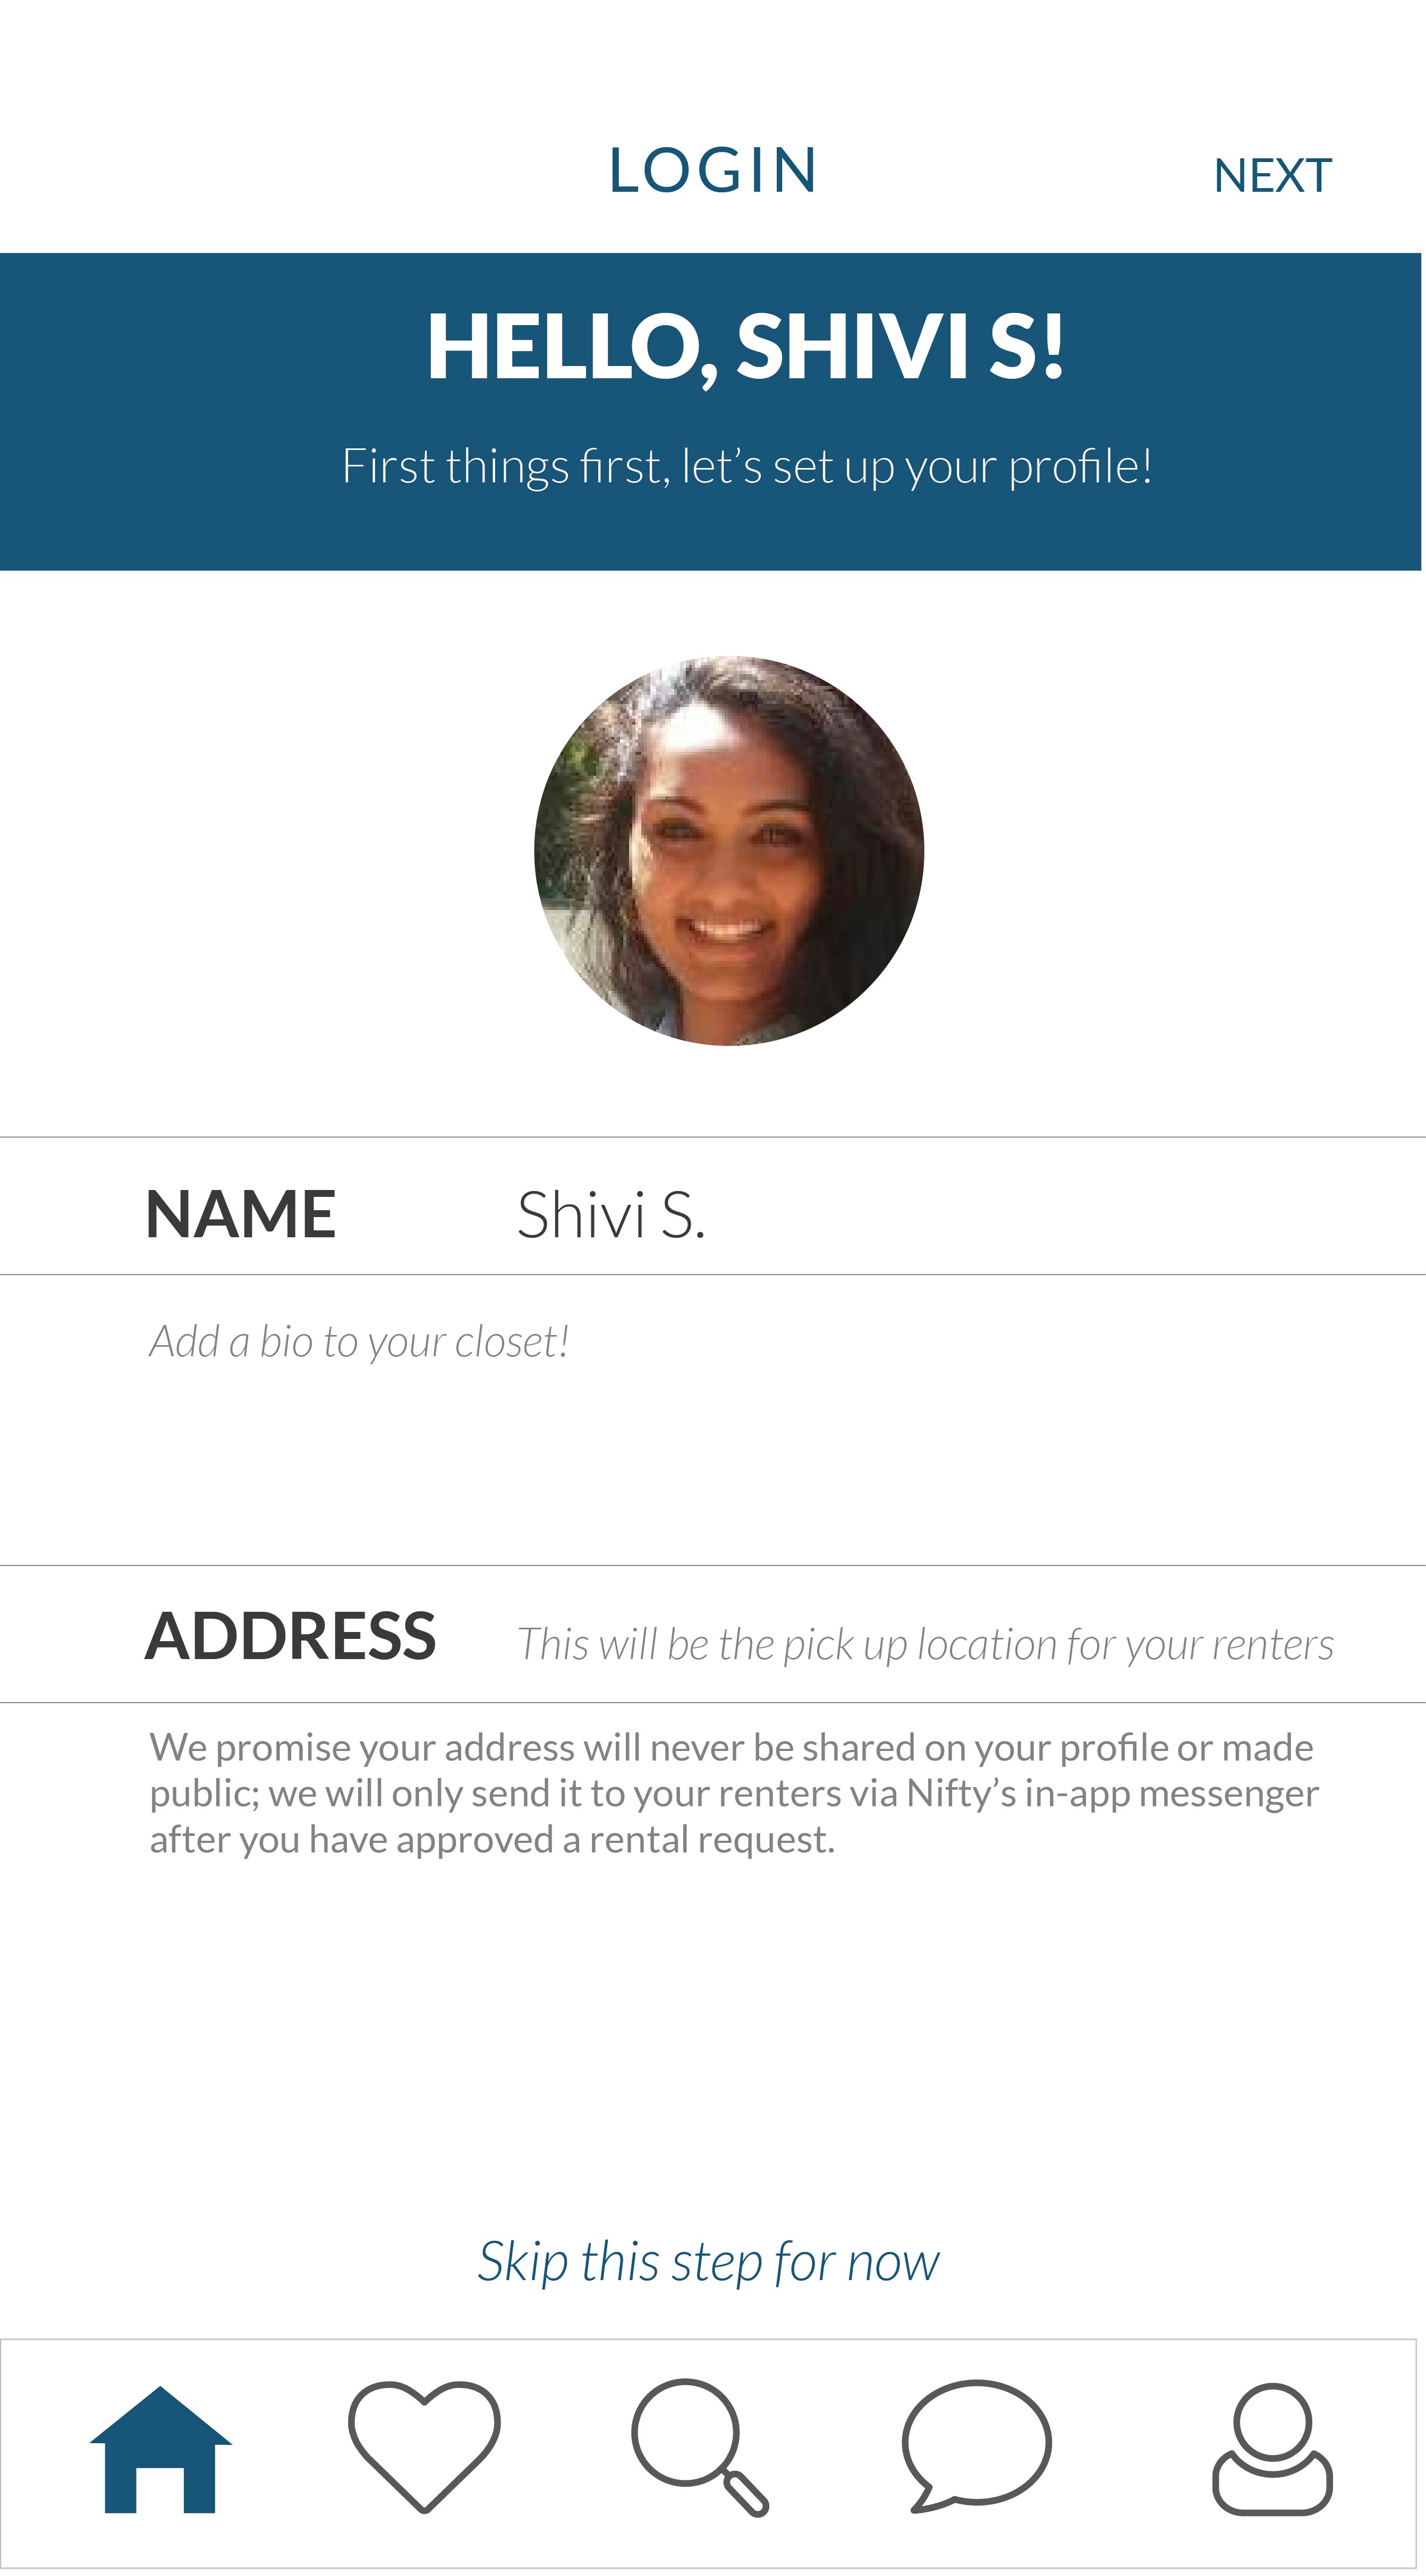 LOGIN
NEXT
HELLO, SHIVI S!
First things first, let’s set up your profile!
NAME Shivi S.
Add a bio to your closet!
ADDRESS This will be the pick up location for your renters
We promise your address will never be shared on your profile or made
public; we will only send it to your renters via Nifty’s in-app messenger
after you have approved a rental request.
Skip this step for now